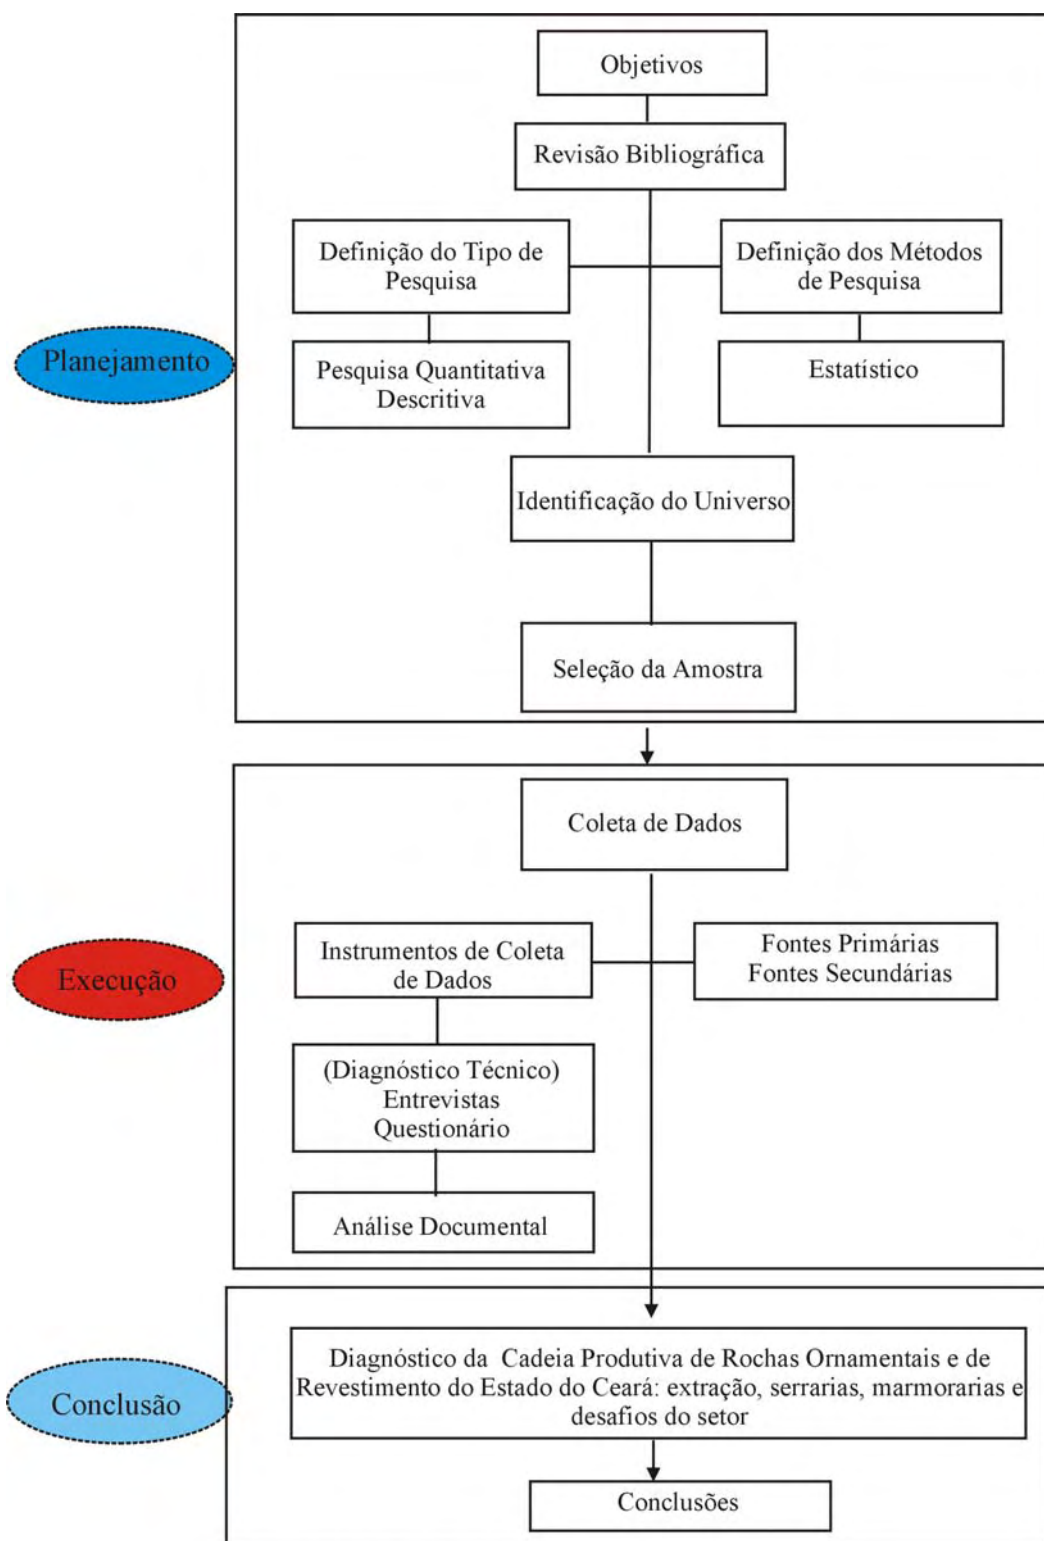 Objetivos
Revisão Bibliográfica
Definição do Tipo de
Pesquisa
Definição dos Métodos
de Pesquisa
Planejamento
Pesquisa Quantitativa
Descritiva
Estatístico
Identificação do Universo
Seleção da Amostra
Coleta de Dados
Instrumentos de Coleta
de Dados
Fontes Primárias
Fontes Secundárias
Execução
(Diagnóstico Técnico)
Entrevistas
Questionário
Análise Documental
Diagnóstico da Cadeia Produtiva de Rochas Ornamentais e de
Revestimento do Estado do Ceará: extração, serrarias, marmorarias e
desafios do setor
Conclusão
Conclusões